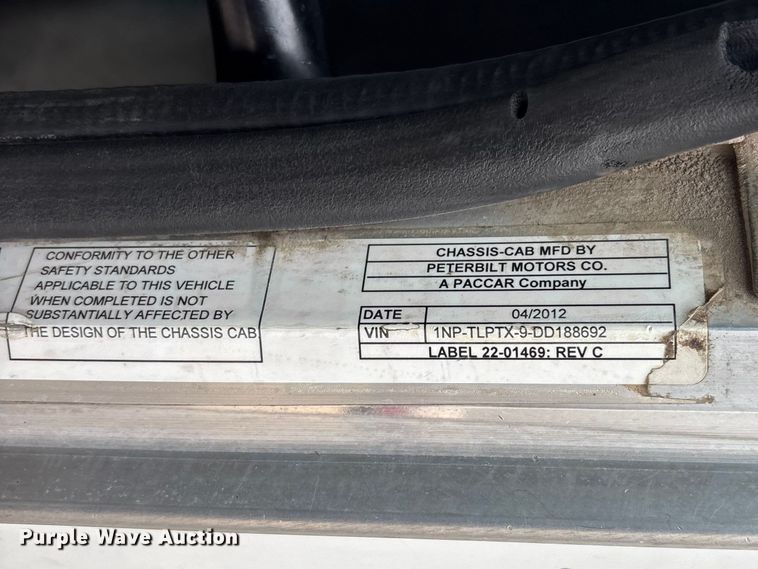 CONFORMITY TO THE OTHER
SAFETY STANDARDS
APPLICABLE TO THIS VEHICLE
WHEN COMPLETED IS NOT
SUBSTANTIALLY AFFECTED BY
THE DESIGN OF THE CHASSIS CAB
CHASSIS-CAB MFD BY
PETERBILT MOTORS CO.
A PACCAR Company
DATE 04/2012
VIN 1NP-TLPTX-9-DD188692
LABEL 22-01469: REV C
Purple Wave Auction